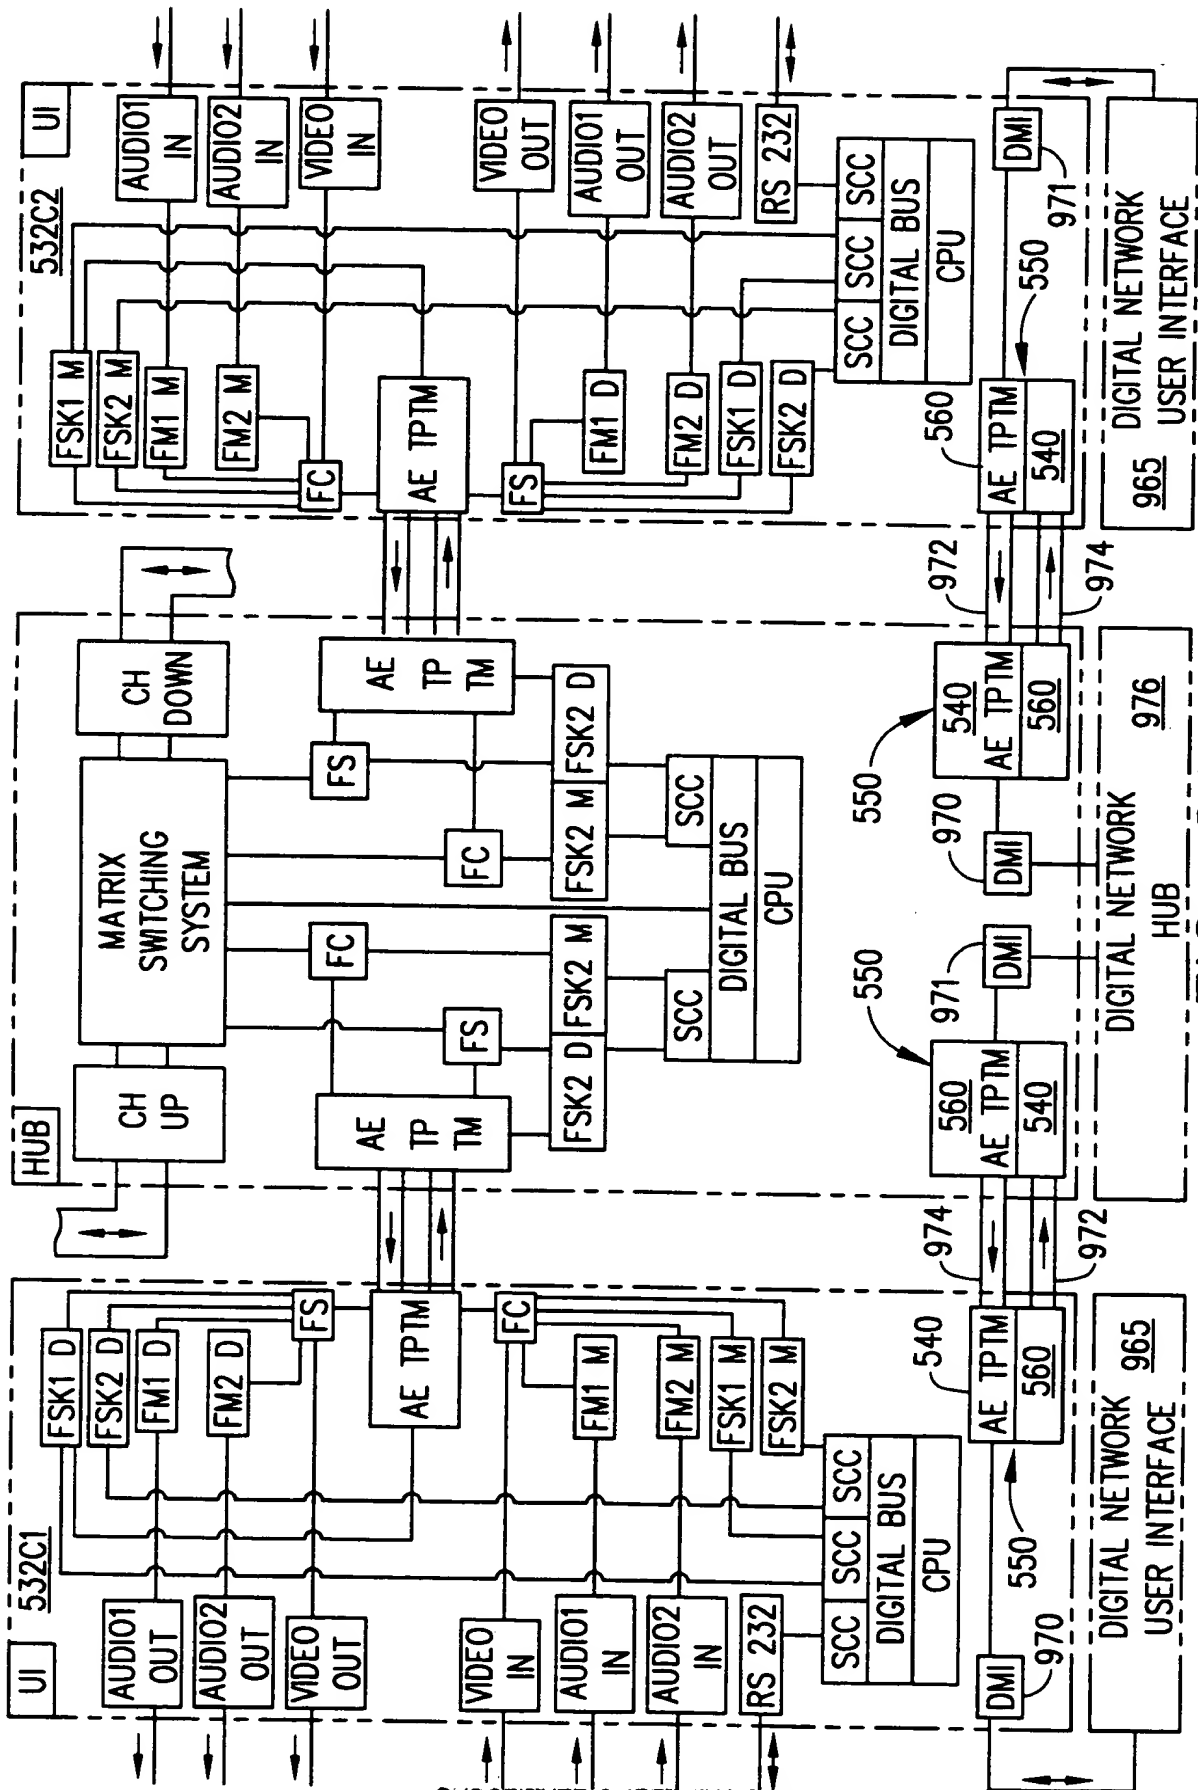 UI
532C1
AUDIO1
OUT
AUDIO2
OUT
VIDEO
OUT
VIDEO
IN
AUDIO1
IN
AUDIO2
IN
RS 232
FSK1 D
FSK2 D
FM1 D
FM2 D
FS
AE TPTM
FC
FM1 M
FM2 M
FSK1 M
FSK2 M
SCC
SCC
SCC
DIGITAL BUS
CPU
DMI
970
550
540
AE TPTM
560
DIGITAL NETWORK
USER INTERFACE
965
974
972
HUB
CH
UP
MATRIX
SWITCHING
SYSTEM
CH
DOWN
AE
TP
TM
FC
FS
FSK2 D
FSK2 M
SCC
FS
FC
AE
TP
TM
FSK2 M
FSK2 D
SCC
DIGITAL BUS
CPU
550
560
AE TPTM
540
971
DMI
970
DMI
550
540
AE TPTM
560
DIGITAL NETWORK
HUB
976
972
974
532C2
UI
FSK1 M
FSK2 M
FM1 M
FM2 M
FC
AE TPTM
FS
AUDIO1
IN
AUDIO2
IN
VIDEO
IN
VIDEO
OUT
AUDIO1
OUT
AUDIO2
OUT
RS 232
FM1 D
FM2 D
FSK1 D
FSK2 D
SCC
SCC
SCC
DIGITAL BUS
CPU
560
AE TPTM
540
550
DMI
971
965
DIGITAL NETWORK
USER INTERFACE